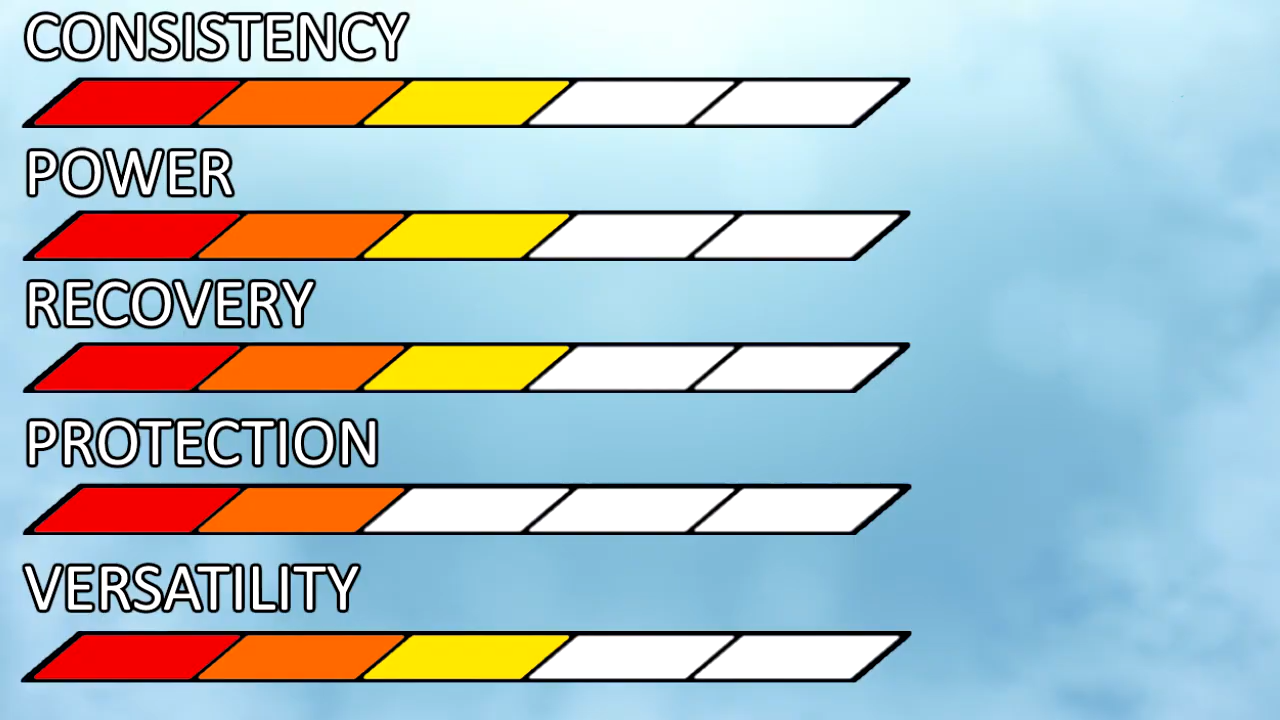 CONSISTENCY
POWER
RECOVERY
PROTECTION
VERSATILITY